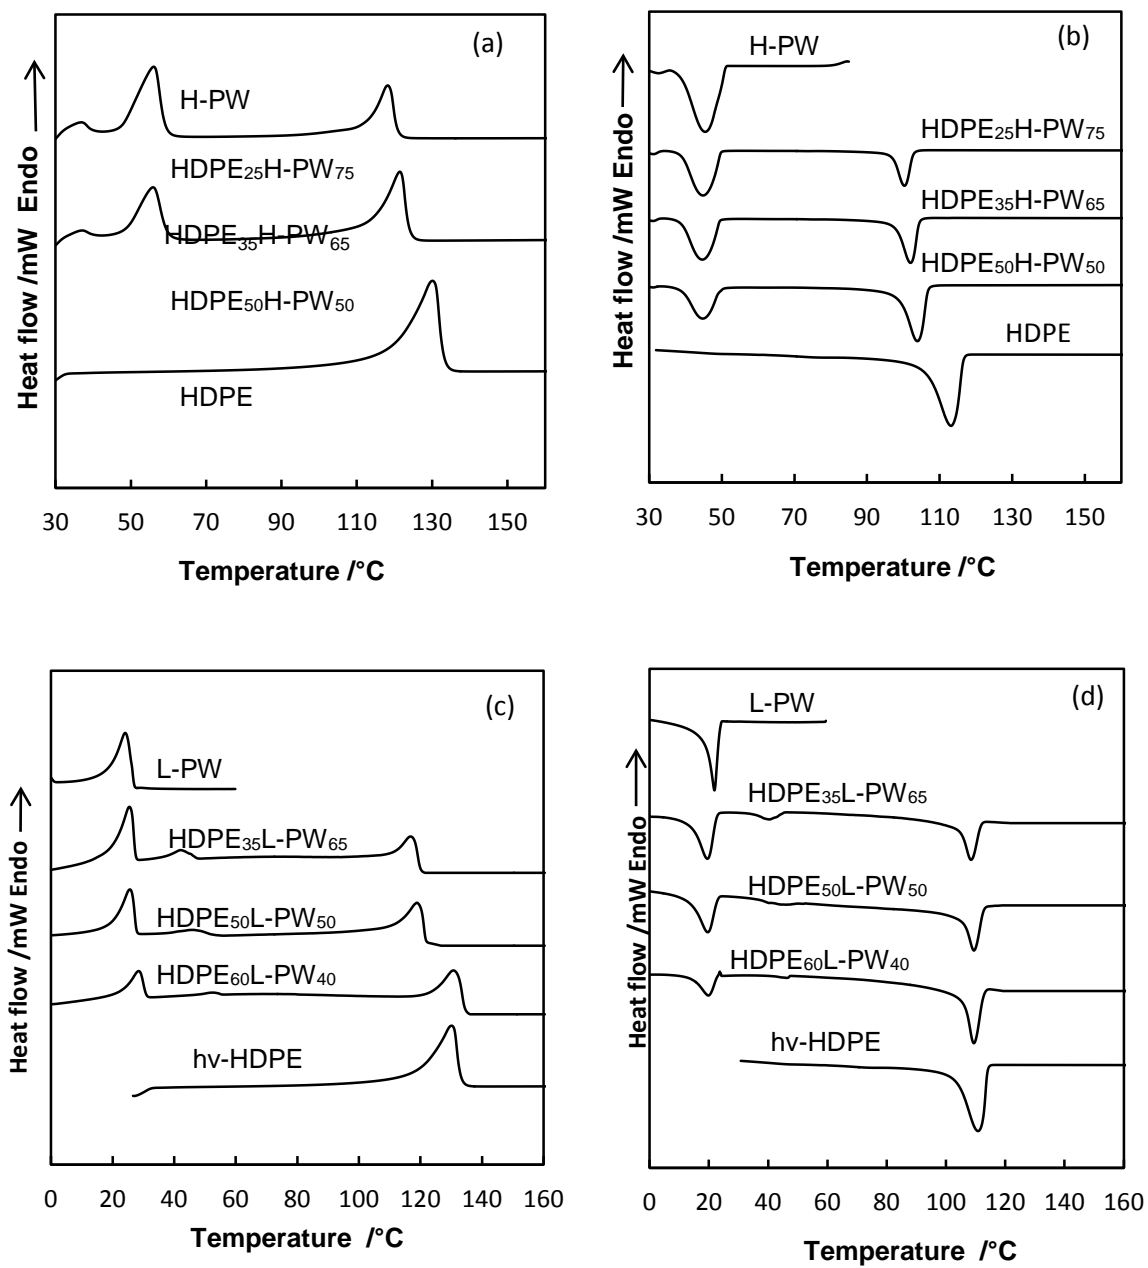 (a)
H-PW
HDPE25H-PW75
HDPE35H-PW65
HDPE50H-PW50
HDPE
Heat flow /mW Endo
30 50 70 90 110 130 150
Temperature /°C
(b)
H-PW
HDPE25H-PW75
HDPE35H-PW65
HDPE50H-PW50
HDPE
Heat flow /mW Endo
30 50 70 90 110 130 150
Temperature /°C
(c)
L-PW
HDPE35L-PW65
HDPE50L-PW50
HDPE60L-PW40
hv-HDPE
Heat flow /mW Endo
0 20 40 60 80 100 120 140 160
Temperature /°C
(d)
L-PW
HDPE35L-PW65
HDPE50L-PW50
HDPE60L-PW40
hv-HDPE
Heat flow /mW Endo
0 20 40 60 80 100 120 140 160
Temperature /°C